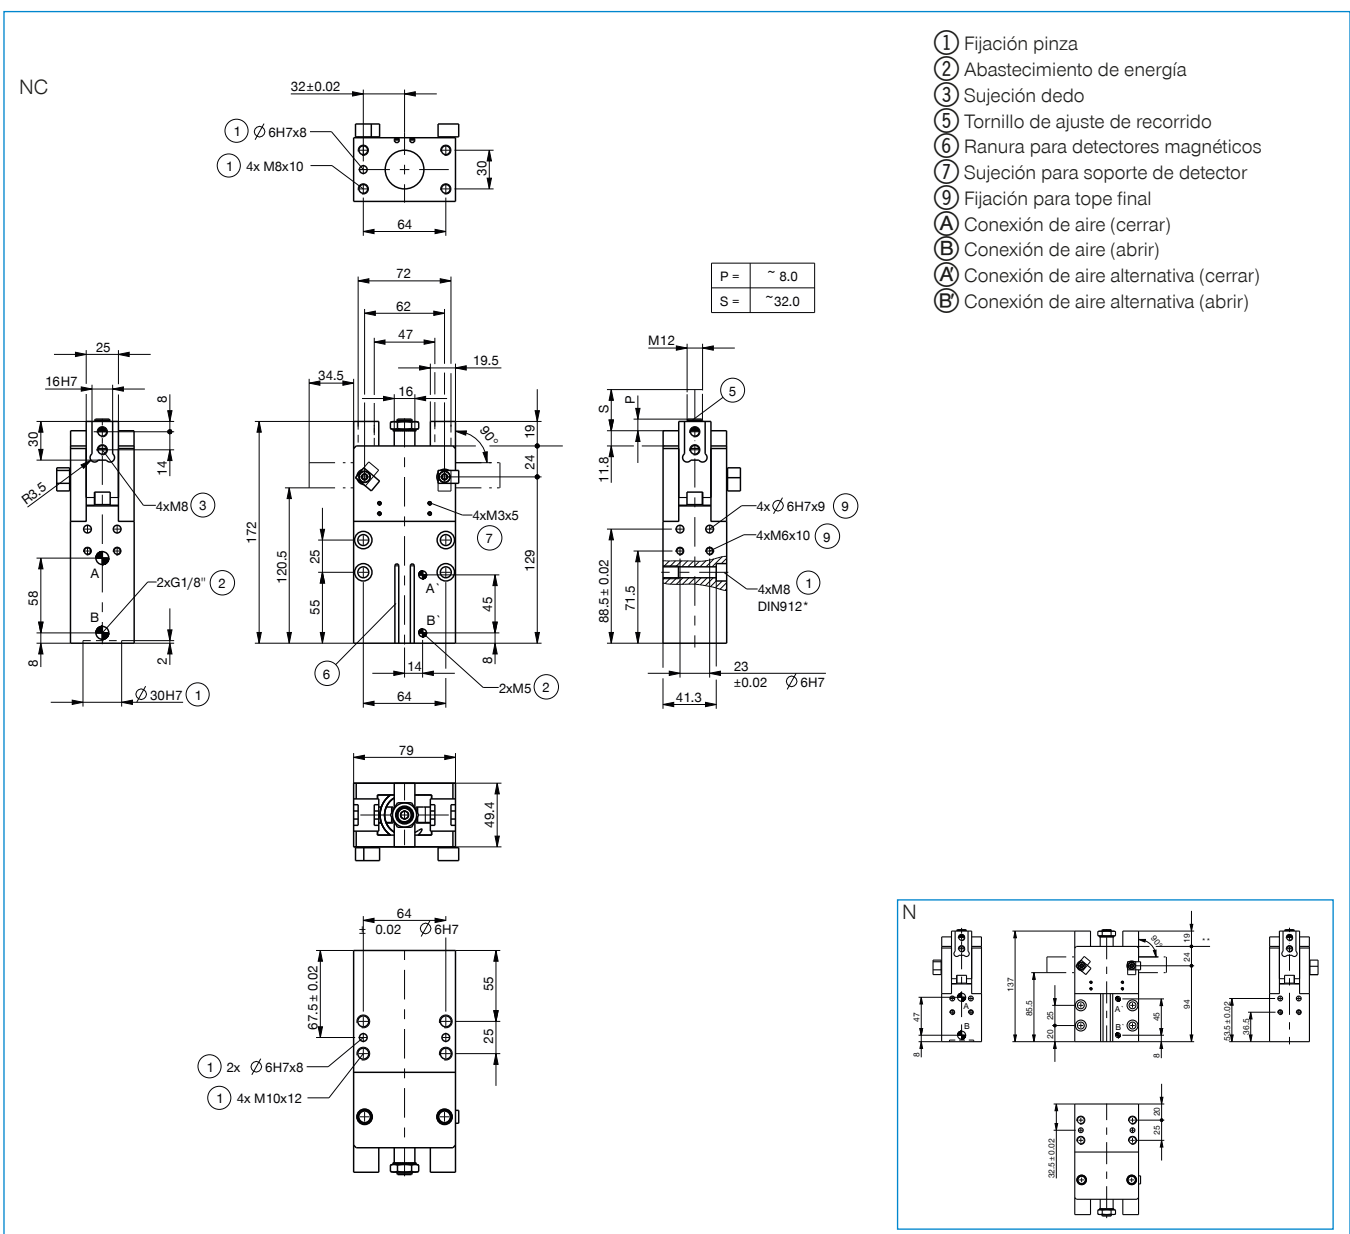 NC
① Fijación pinza
② Abastecimiento de energía
③ Sujeción dedo
⑤ Tornillo de ajuste de recorrido
⑥ Ranura para detectores magnéticos
⑦ Sujeción para soporte de detector
⑨ Fijación para tope final
Ⓐ Conexión de aire (cerrar)
Ⓑ Conexión de aire (abrir)
A' Conexión de aire alternativa (cerrar)
B' Conexión de aire alternativa (abrir)
32±0.02
① Ø 6H7x8
① 4x M8x10
30
64
P = ~ 8.0
S = ~32.0
25
16H7
8
30
14
R3.5
4xM8 ③
A
2xG1/8" ②
58
B
8
2
Ø 30H7 ①
72
62
47
19.5
34.5
16
90°
19
24
172
120.5
4xM3x5
⑦
25
55
129
A`
45
B`
8
⑥
14
2xM5 ②
64
M12
⑤
S
P
11.8
4x Ø 6H7x9 ⑨
4xM6x10 ⑨
88.5 ± 0.02
71.5
4xM8 ①
DIN912*
23
±0.02 Ø 6H7
41.3
79
49.4
64
± 0.02 Ø 6H7
67.5 ± 0.02
55
25
① 2x Ø 6H7x8
① 4x M10x12
N
47
8
A
B
137
85.5
25
20
90°
19
24
94
A`
B`
45
8
53.5 ± 0.02
36.5
32.5 ± 0.02
20
25